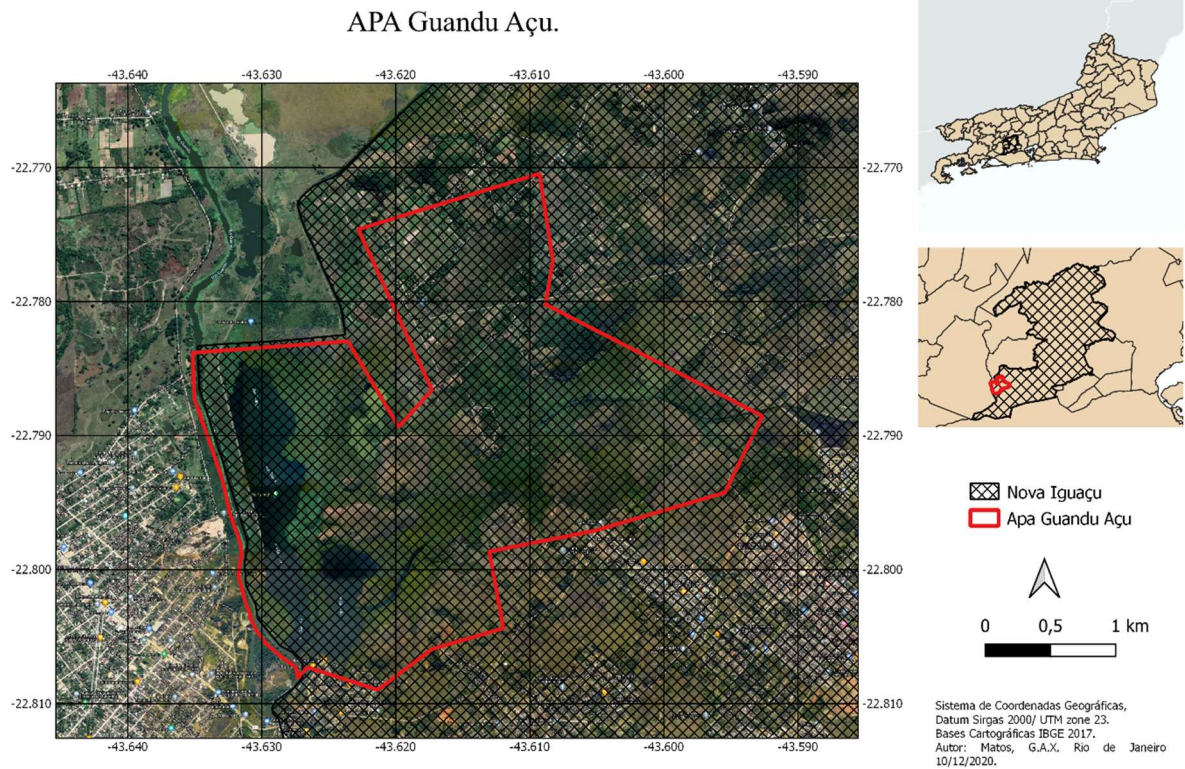 APA Guandu Açu.
-43.640 -43.630 -43.620 -43.610 -43.600 -43.590
-22.770 -22.770
-22.780 -22.780
-22.790 -22.790
-22.800 -22.800
-22.810 -22.810
-43.640 -43.630 -43.620 -43.610 -43.600 -43.590
Nova Iguaçu
Apa Guandu Açu
0 0,5 1 km
Sistema de Coordenadas Geográficas,
Datum Sirgas 2000/ UTM zone 23.
Bases Cartográficas IBGE 2017.
Autor: Matos, G.A.X. Rio de Janeiro
10/12/2020.